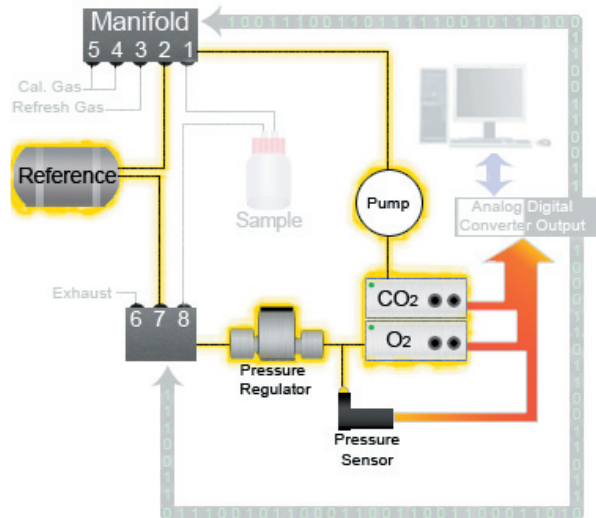 Manifold
5 4 3 2 1
Cal. Gas
Refresh Gas
Reference
Sample
Pump
Analog Digital
Converter Output
Exhaust
6 7 8
CO2
O2
Pressure
Regulator
Pressure
Sensor